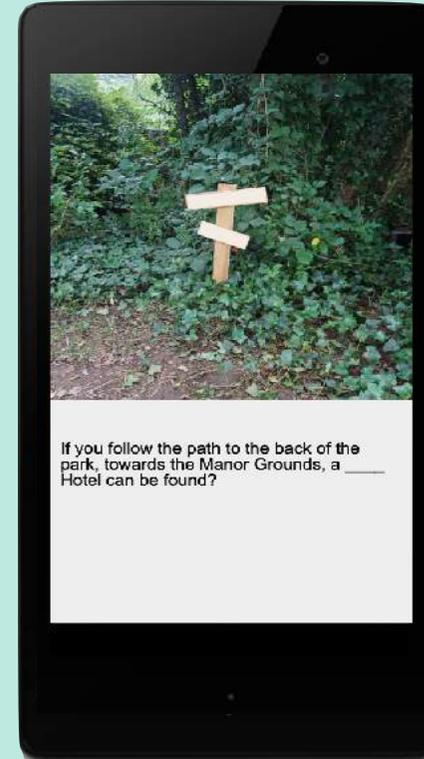 If you follow the path to the back of the
park, towards the Manor Grounds, a ____
Hotel can be found?